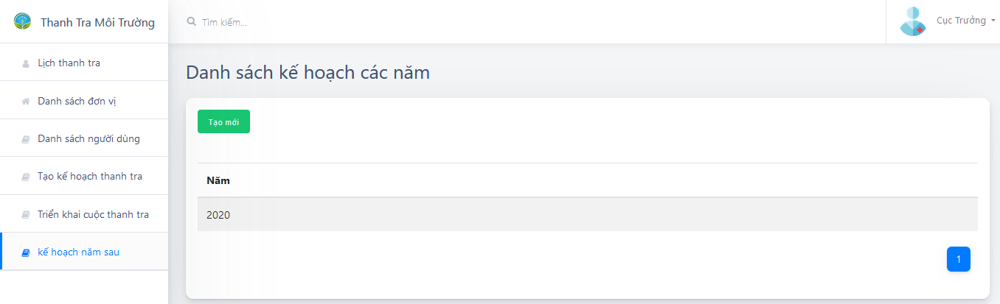 Thanh Tra Môi Trường
Tìm kiếm...
Cục Trưởng
Lịch thanh tra
Danh sách đơn vị
Danh sách người dùng
Tạo kế hoạch thanh tra
Triển khai cuộc thanh tra
kế hoạch năm sau
Danh sách kế hoạch các năm
Tạo mới
Năm
2020
1